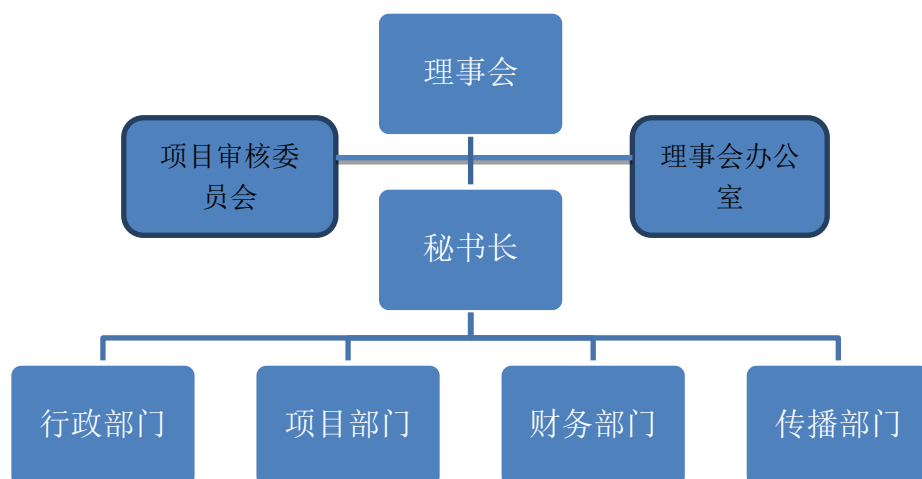 理事会
项目审核委
员会
理事会办公
室
秘书长
行政部门
项目部门
财务部门
传播部门